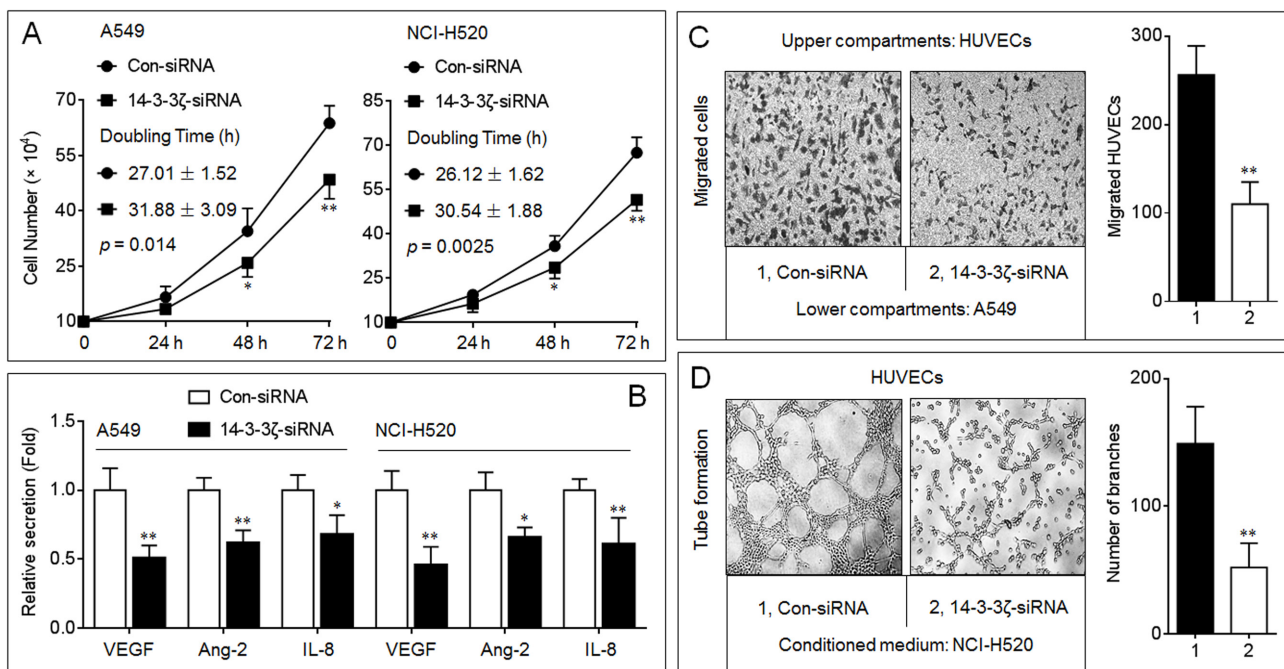 A
A549
Con-siRNA
14-3-3ζ-siRNA
Doubling Time (h)
27.01 ± 1.52
31.88 ± 3.09
p = 0.014
Cell Number (× 10⁴)
70
55
40
25
10
*
**
0
24 h
48 h
72 h
NCI-H520
Con-siRNA
14-3-3ζ-siRNA
Doubling Time (h)
26.12 ± 1.62
30.54 ± 1.88
p = 0.0025
85
70
55
40
25
10
*
**
0
24 h
48 h
72 h
B
Con-siRNA
14-3-3ζ-siRNA
A549
NCI-H520
Relative secretion (Fold)
1.5
1.0
0.5
0.0
**
**
*
**
*
**
VEGF
Ang-2
IL-8
VEGF
Ang-2
IL-8
C
Upper compartments: HUVECs
Migrated cells
1, Con-siRNA
2, 14-3-3ζ-siRNA
Lower compartments: A549
Migrated HUVECs
300
200
100
0
**
1
2
D
HUVECs
Tube formation
1, Con-siRNA
2, 14-3-3ζ-siRNA
Conditioned medium: NCI-H520
Number of branches
200
100
0
**
1
2